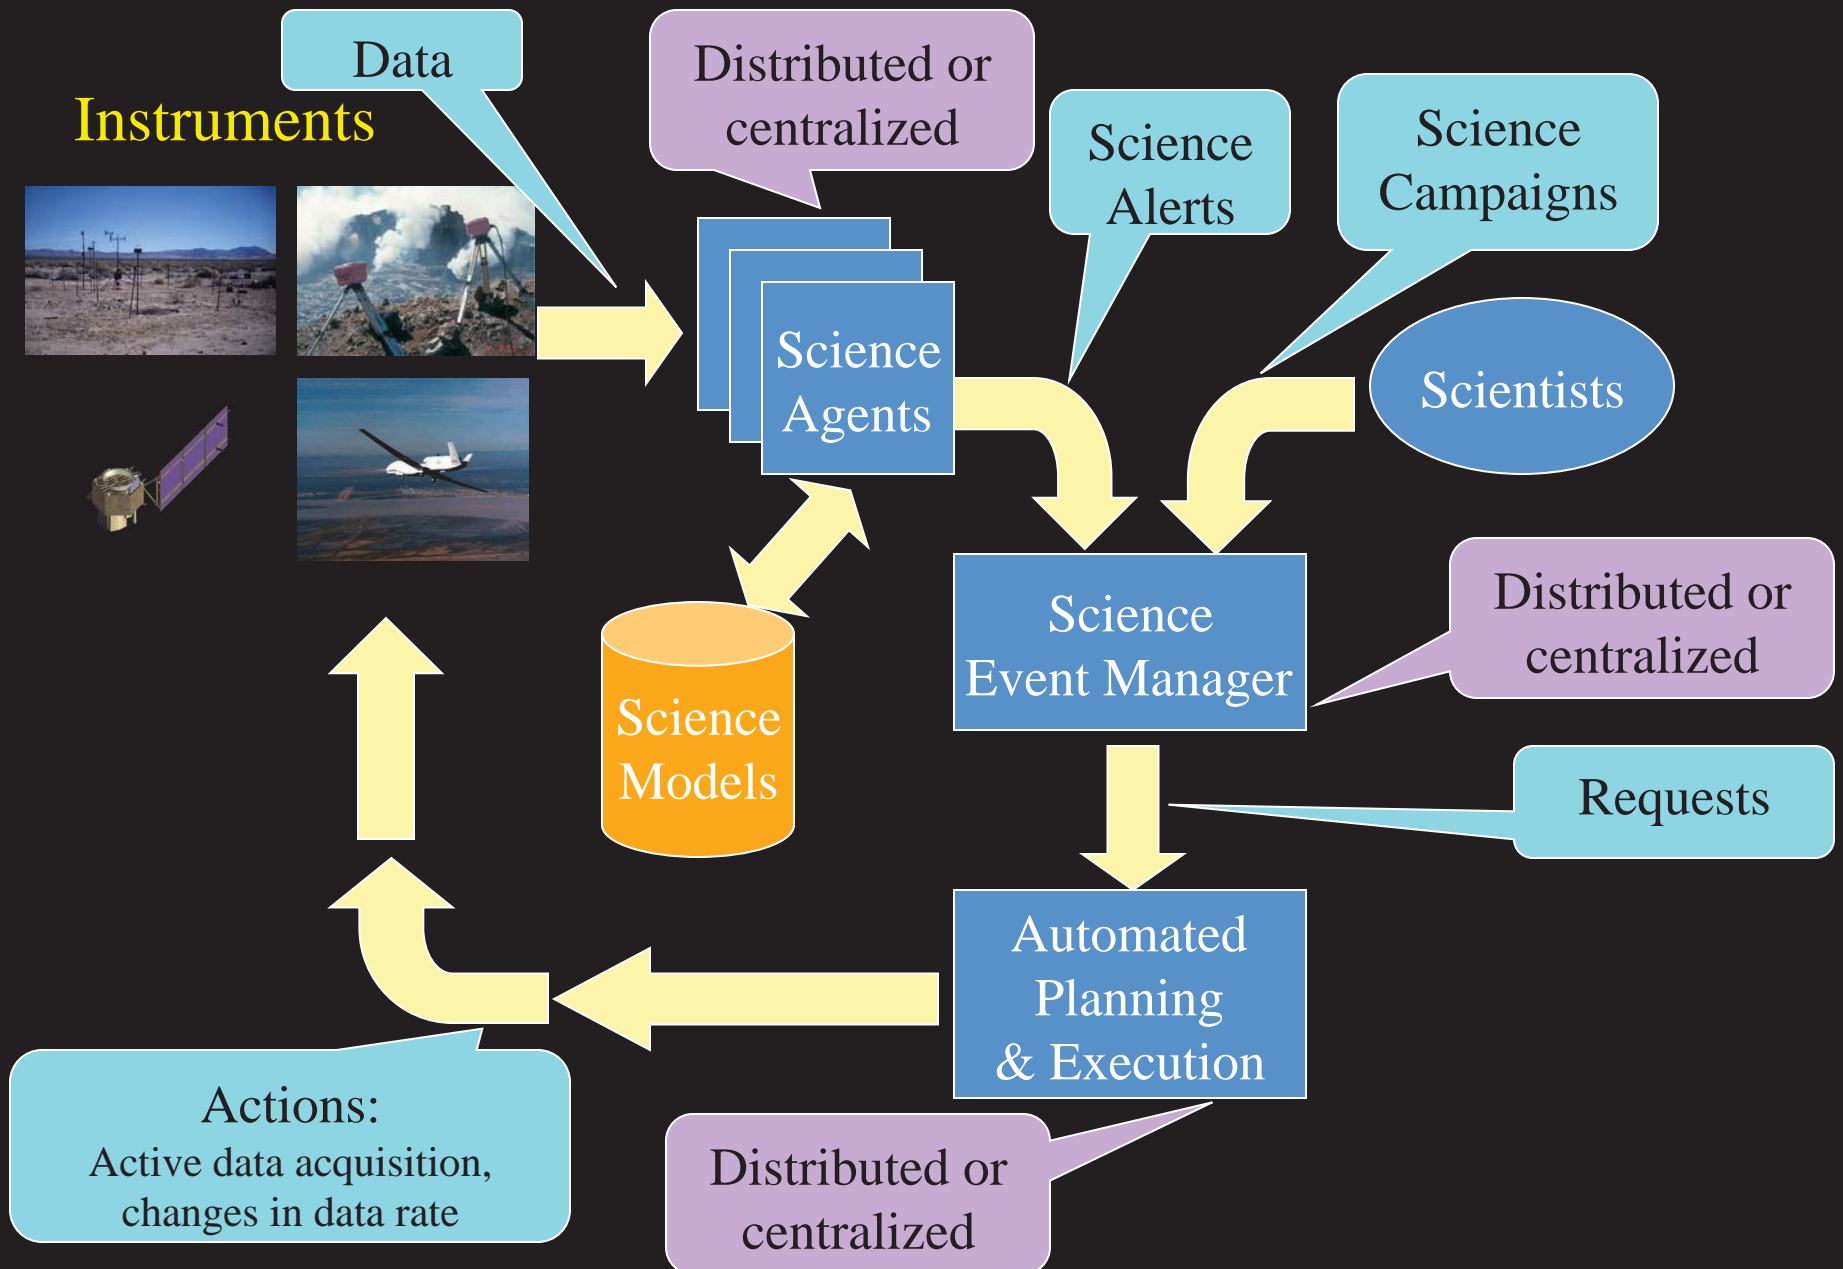 Data
Instruments
Distributed or
centralized
Science
Alerts
Science
Campaigns
Science
Agents
Scientists
Science
Event Manager
Distributed or
centralized
Science
Models
Requests
Automated
Planning
& Execution
Actions:
Active data acquisition,
changes in data rate
Distributed or
centralized